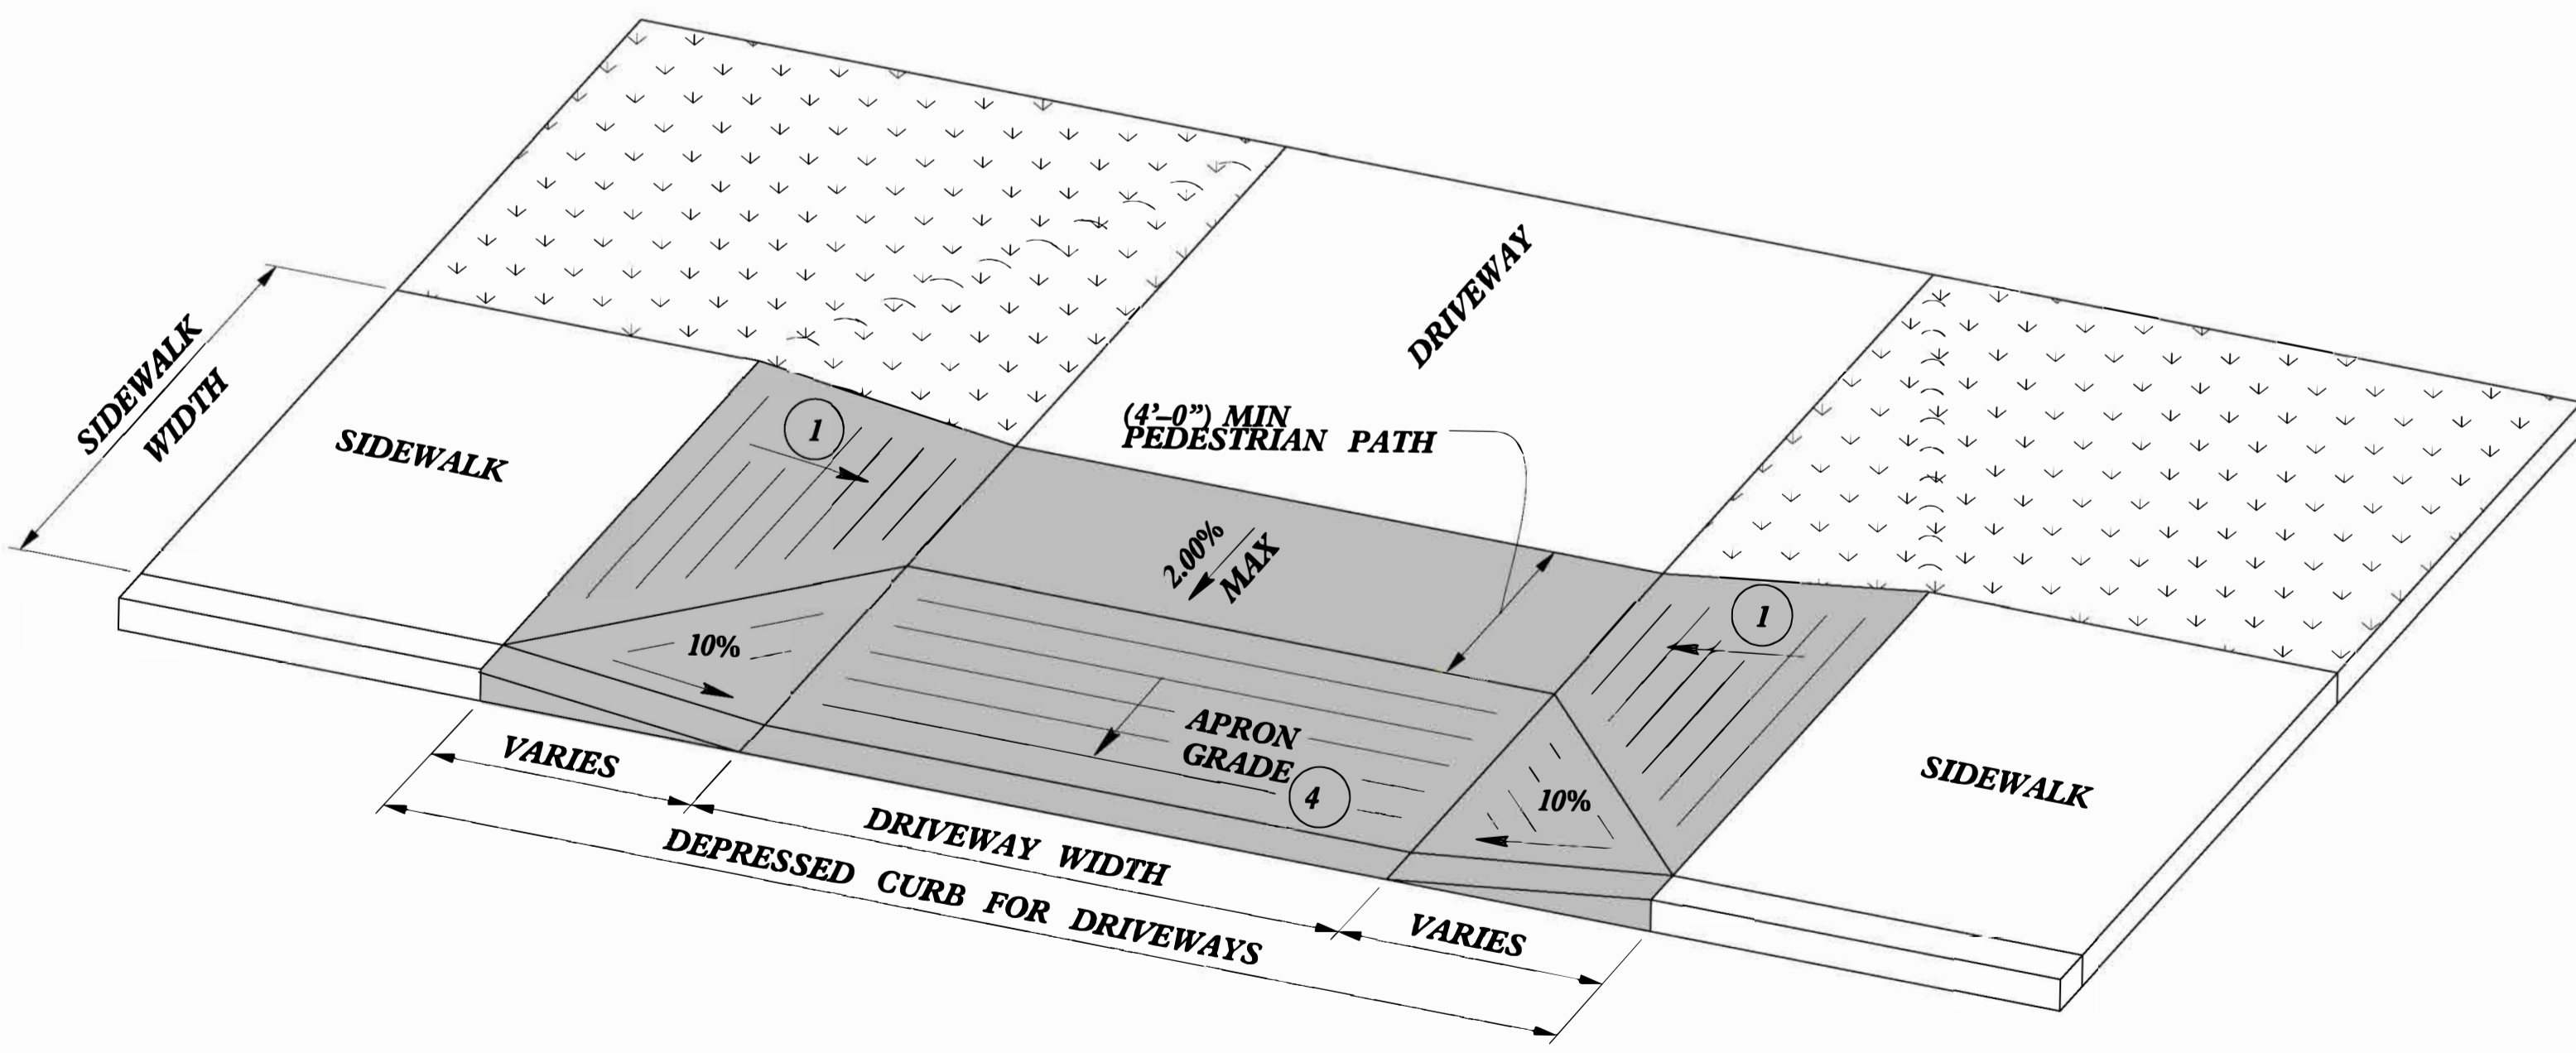 SIDEWALK
WIDTH
SIDEWALK
1
DRIVEWAY
(4'–0") MIN
PEDESTRIAN PATH
2.00%
MAX
1
10%
APRON
GRADE
4
10%
SIDEWALK
VARIES
DRIVEWAY WIDTH
VARIES
DEPRESSED CURB FOR DRIVEWAYS